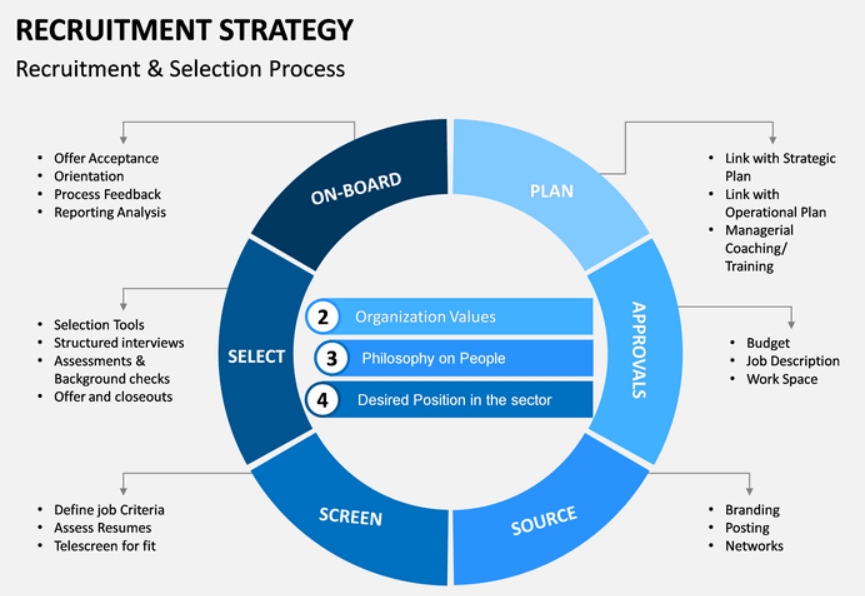 RECRUITMENT STRATEGY
Recruitment & Selection Process
• Offer Acceptance
• Orientation
• Process Feedback
• Reporting Analysis
ON-BOARD
PLAN
• Link with Strategic
Plan
• Link with
Operational Plan
• Managerial
Coaching/
Training
• Selection Tools
• Structured interviews
• Assessments &
Background checks
• Offer and closeouts
SELECT
2 Organization Values
3 Philosophy on People
4 Desired Position in the sector
APPROVALS
• Budget
• Job Description
• Work Space
• Define job Criteria
• Assess Resumes
• Telescreen for fit
SCREEN
SOURCE
• Branding
• Posting
• Networks